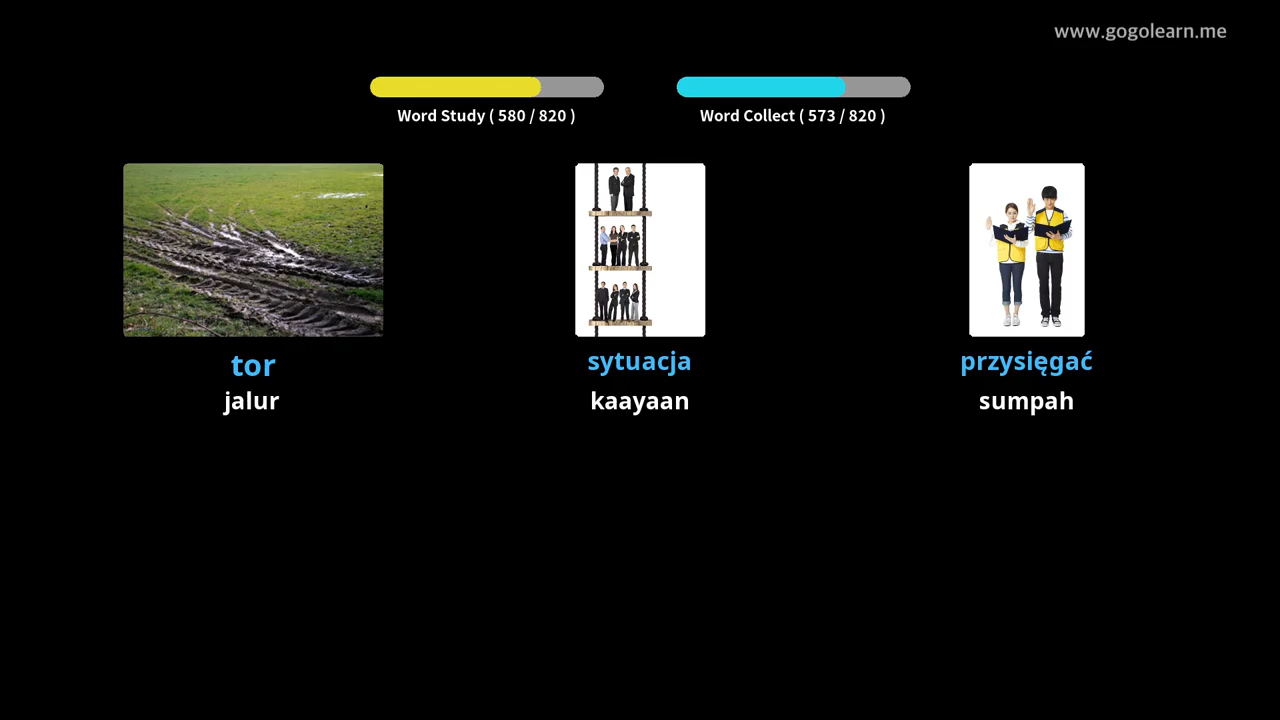 www.gogolearn.me
Word Study ( 580 / 820 )
Word Collect ( 573 / 820 )
tor
sytuacja
przysięgać
jalur
kaayaan
sumpah